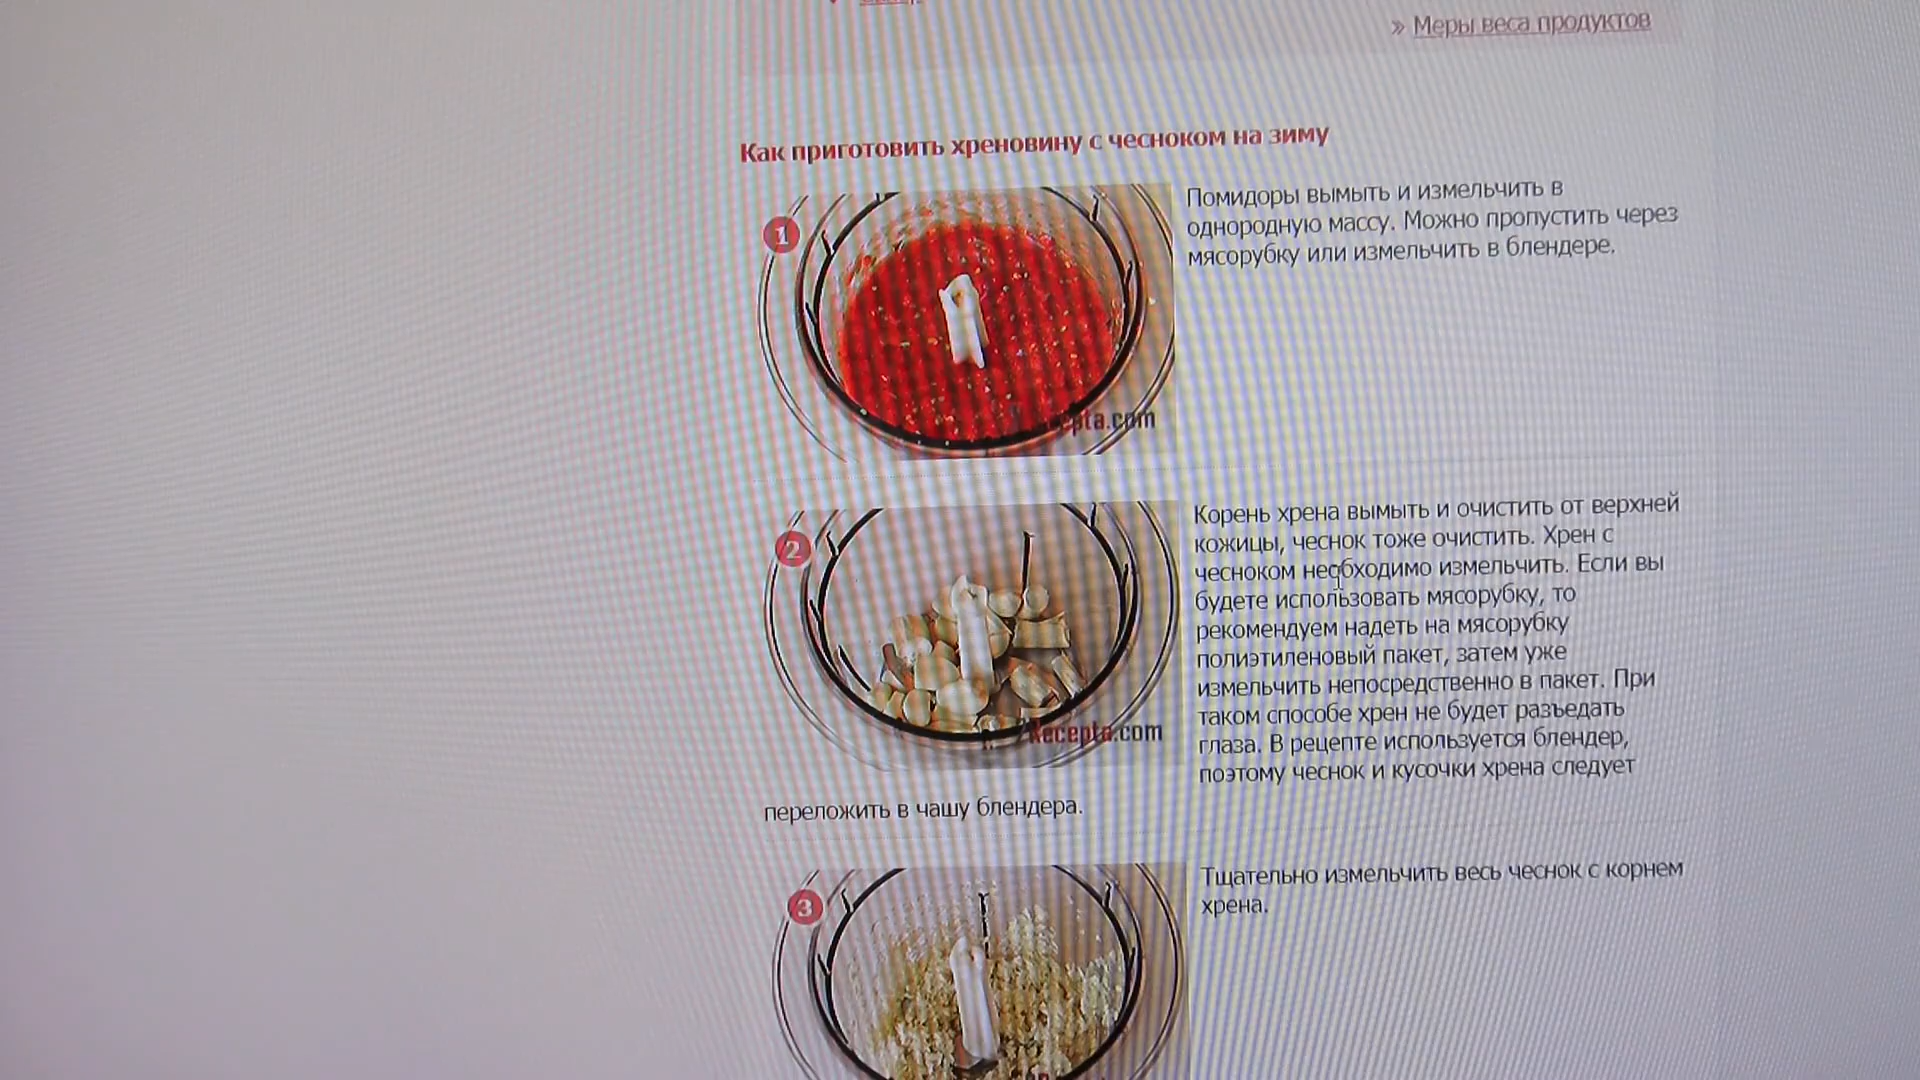 » Меры веса продуктов
Как приготовить хреновину с чесноком на зиму
1
Помидоры вымыть и измельчить в
однородную массу. Можно пропустить через
мясорубку или измельчить в блендере.
2
Корень хрена вымыть и очистить от верхней
кожицы, чеснок тоже очистить. Хрен с
чесноком необходимо измельчить. Если вы
будете использовать мясорубку, то
рекомендуем надеть на мясорубку
полиэтиленовый пакет, затем уже
измельчить непосредственно в пакет. При
таком способе хрен не будет разъедать
глаза. В рецепте используется блендер,
поэтому чеснок и кусочки хрена следует
Recepta.com
переложить в чашу блендера.
3
Тщательно измельчить весь чеснок с корнем
хрена.